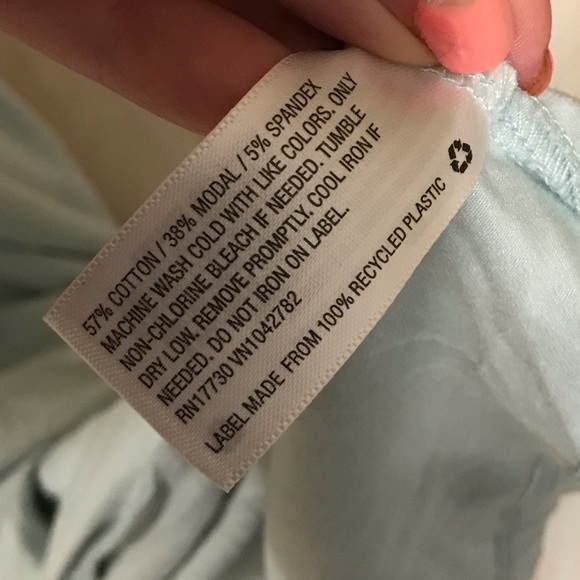 57% COTTON / 38% MODAL / 5% SPANDEX
MACHINE WASH COLD WITH LIKE COLORS. ONLY
NON-CHLORINE BLEACH IF NEEDED. TUMBLE
DRY LOW. REMOVE PROMPTLY. COOL IRON IF
NEEDED. DO NOT IRON ON LABEL.
RN17730 VN1042782
LABEL MADE FROM 100% RECYCLED PLASTIC